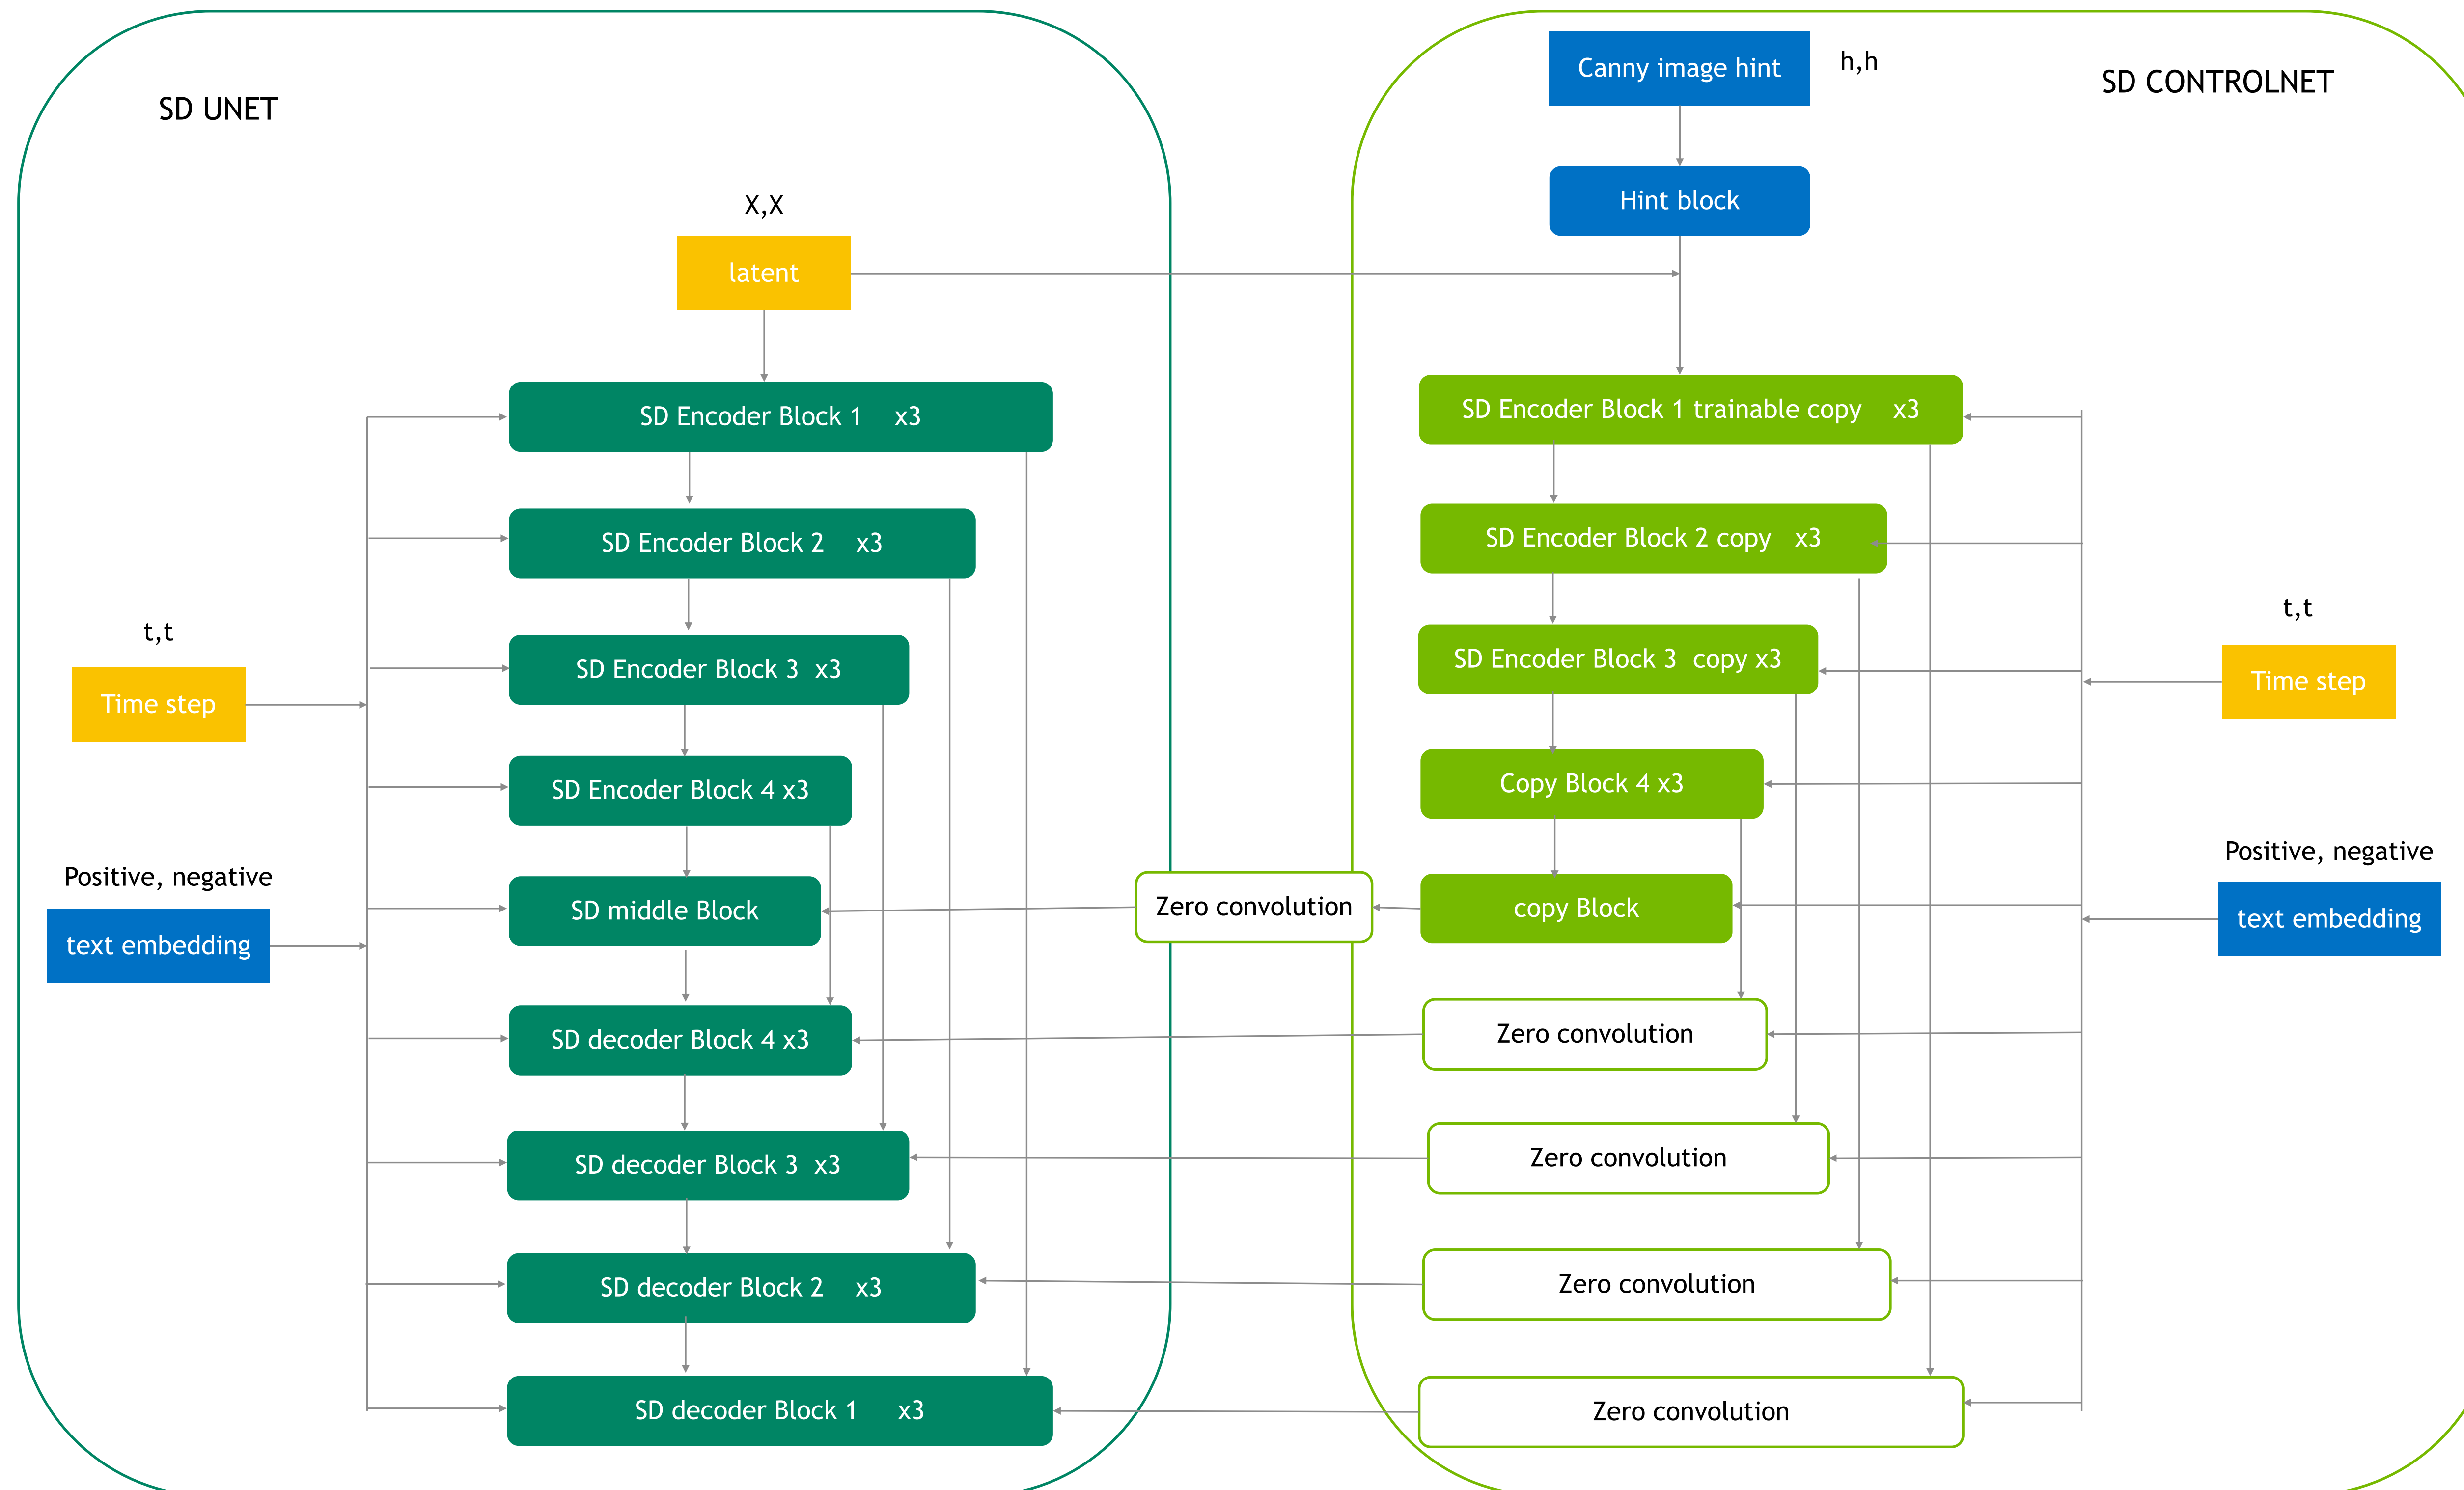 SD UNET
X,X
latent
SD Encoder Block 1 x3
SD Encoder Block 2 x3
SD Encoder Block 3 x3
SD Encoder Block 4 x3
SD middle Block
SD decoder Block 4 x3
SD decoder Block 3 x3
SD decoder Block 2 x3
SD decoder Block 1 x3
t,t
Time step
Positive, negative
text embedding
Zero convolution
SD CONTROLNET
Canny image hint
h,h
Hint block
SD Encoder Block 1 trainable copy x3
SD Encoder Block 2 copy x3
SD Encoder Block 3 copy x3
Copy Block 4 x3
copy Block
Zero convolution
Zero convolution
Zero convolution
Zero convolution
t,t
Time step
Positive, negative
text embedding